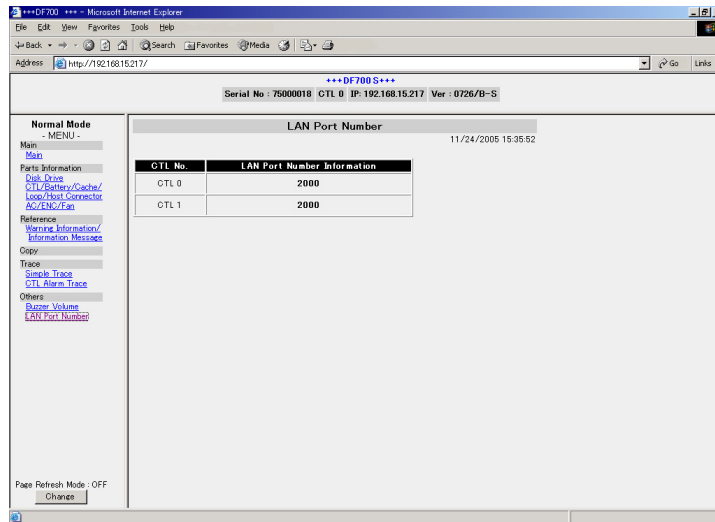 +++DF700 +++ - Microsoft Internet Explorer
File Edit View Favorites Tools Help
Back Search Favorites Media
Address http://192.168.15.217/ Go Links
+++DF700 S+++
Serial No : 75000018 CTL 0 IP: 192.168.15.217 Ver : 0726/B-S
Normal Mode
- MENU -
Main
Main
Parts Information
Disk Drive
CTL/Battery/Cache/
Loop/Host Connector
AC/ENC/Fan
Reference
Warning Information/
Information Message
Copy
Trace
Simple Trace
CTL Alarm Trace
Others
Buzzer Volume
LAN Port Number
Page Refresh Mode : OFF
Change
LAN Port Number
11/24/2005 15:35:52
CTL No. LAN Port Number Information
CTL 0 2000
CTL 1 2000